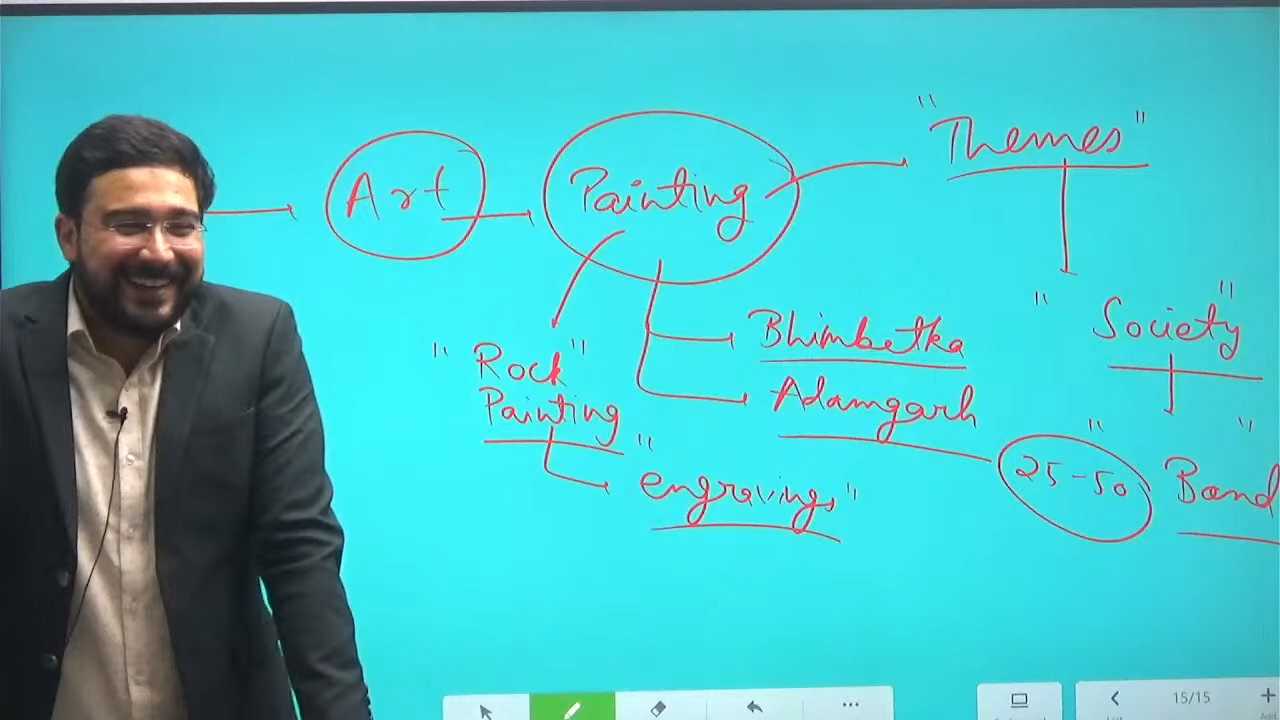 Art
Painting
"Themes"
"Rock"
Painting
"engravings"
Bhimbetka
Adamgarh
"Society"
25-50
"Band"
15/15